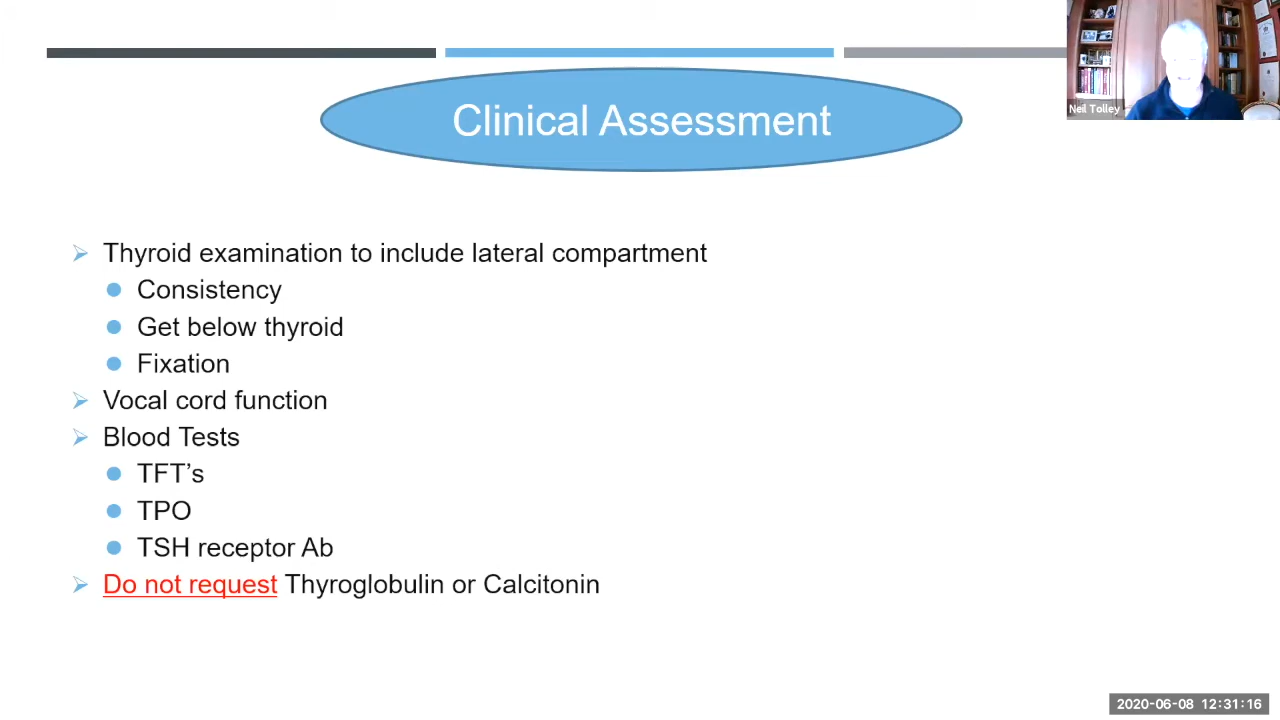 Clinical Assessment
Neil Tolley
Thyroid examination to include lateral compartment
Consistency
Get below thyroid
Fixation
Vocal cord function
Blood Tests
TFT’s
TPO
TSH receptor Ab
Do not request Thyroglobulin or Calcitonin
2020-06-08 12:31:16